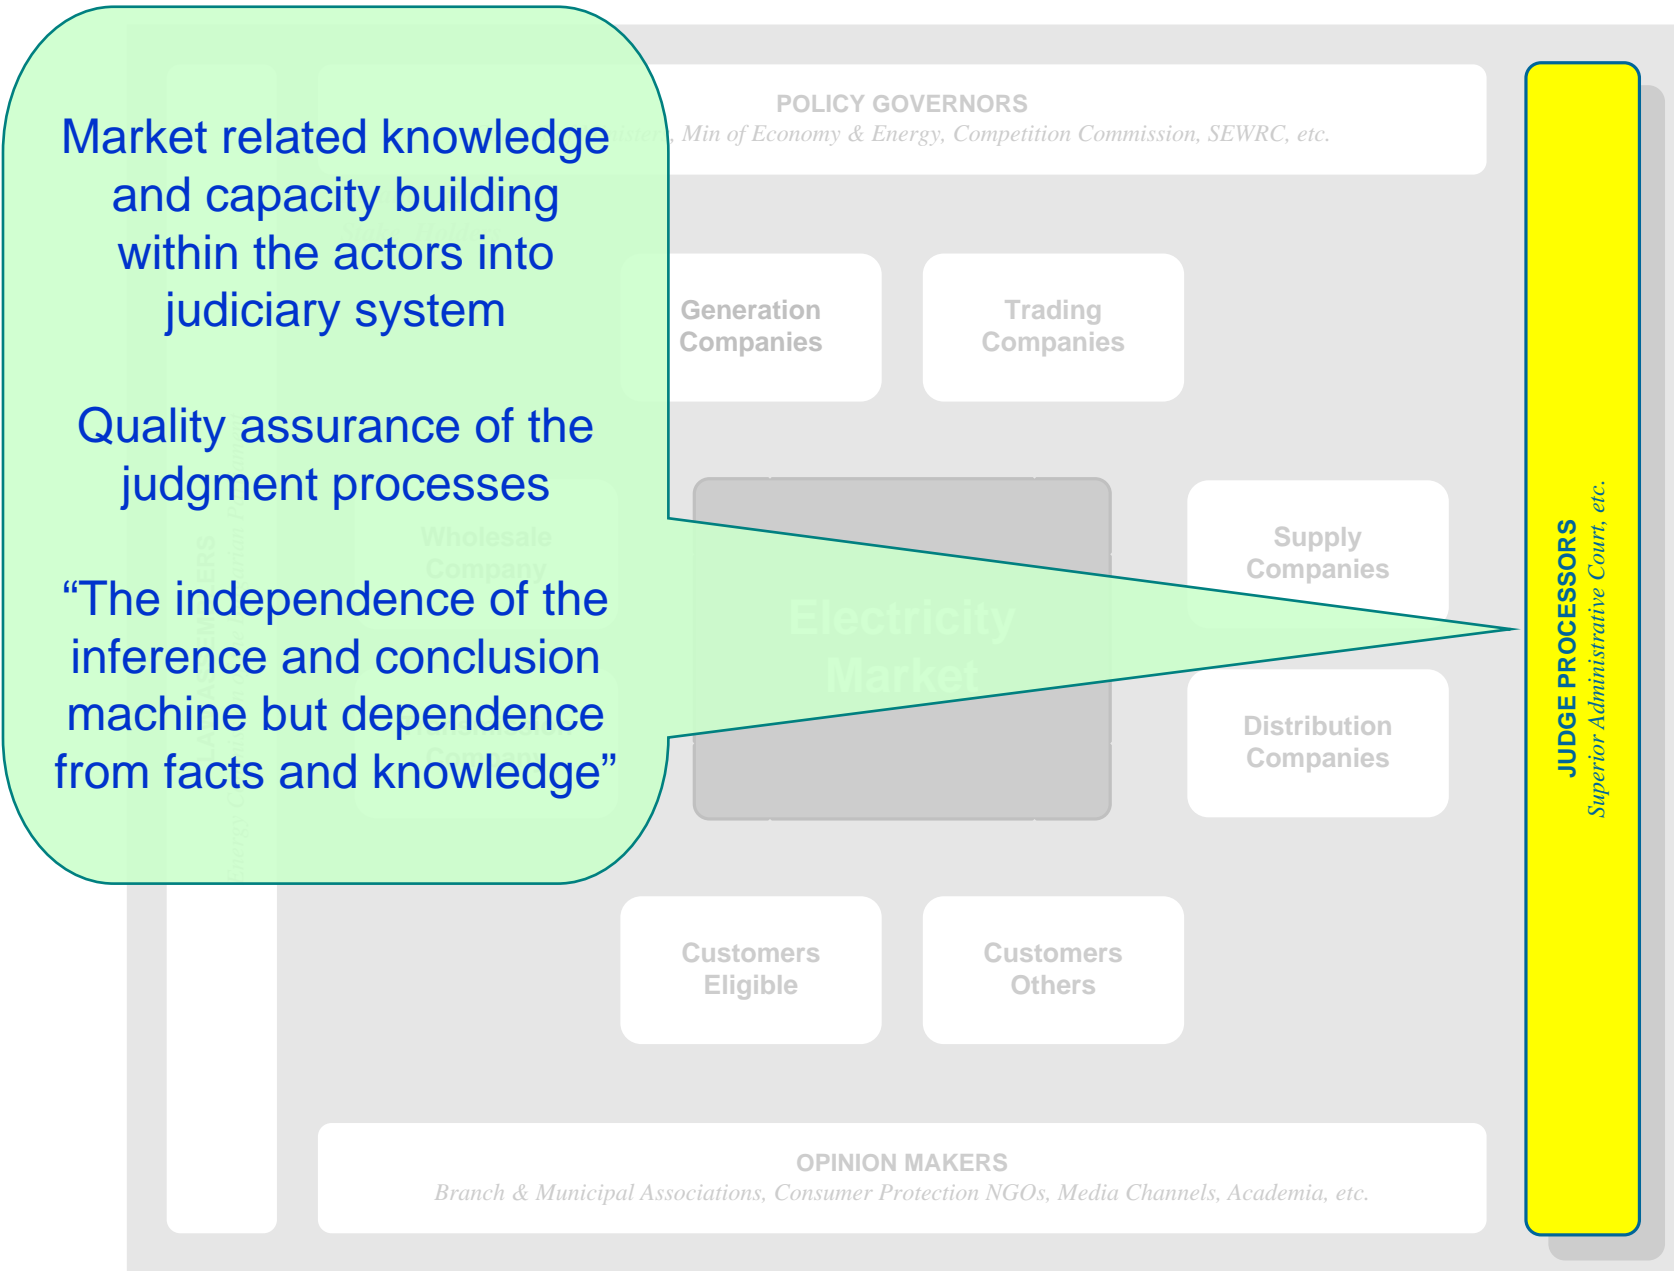 POLICY GOVERNORS
Min of Economy & Energy, Competition Commission, SEWRC, etc.
Market related knowledge
and capacity building
within the actors into
judiciary system
Quality assurance of the
judgment processes
“The independence of the
inference and conclusion
machine but dependence
from facts and knowledge”
Generation
Companies
Trading
Companies
Wholesale
Company
Electricity
Market
Supply
Companies
Company
Distribution
Companies
Customers
Eligible
Customers
Others
OPINION MAKERS
Branch & Municipal Associations, Consumer Protection NGOs, Media Channels, Academia, etc.
JUDGE PROCESSORS
Superior Administrative Court, etc.